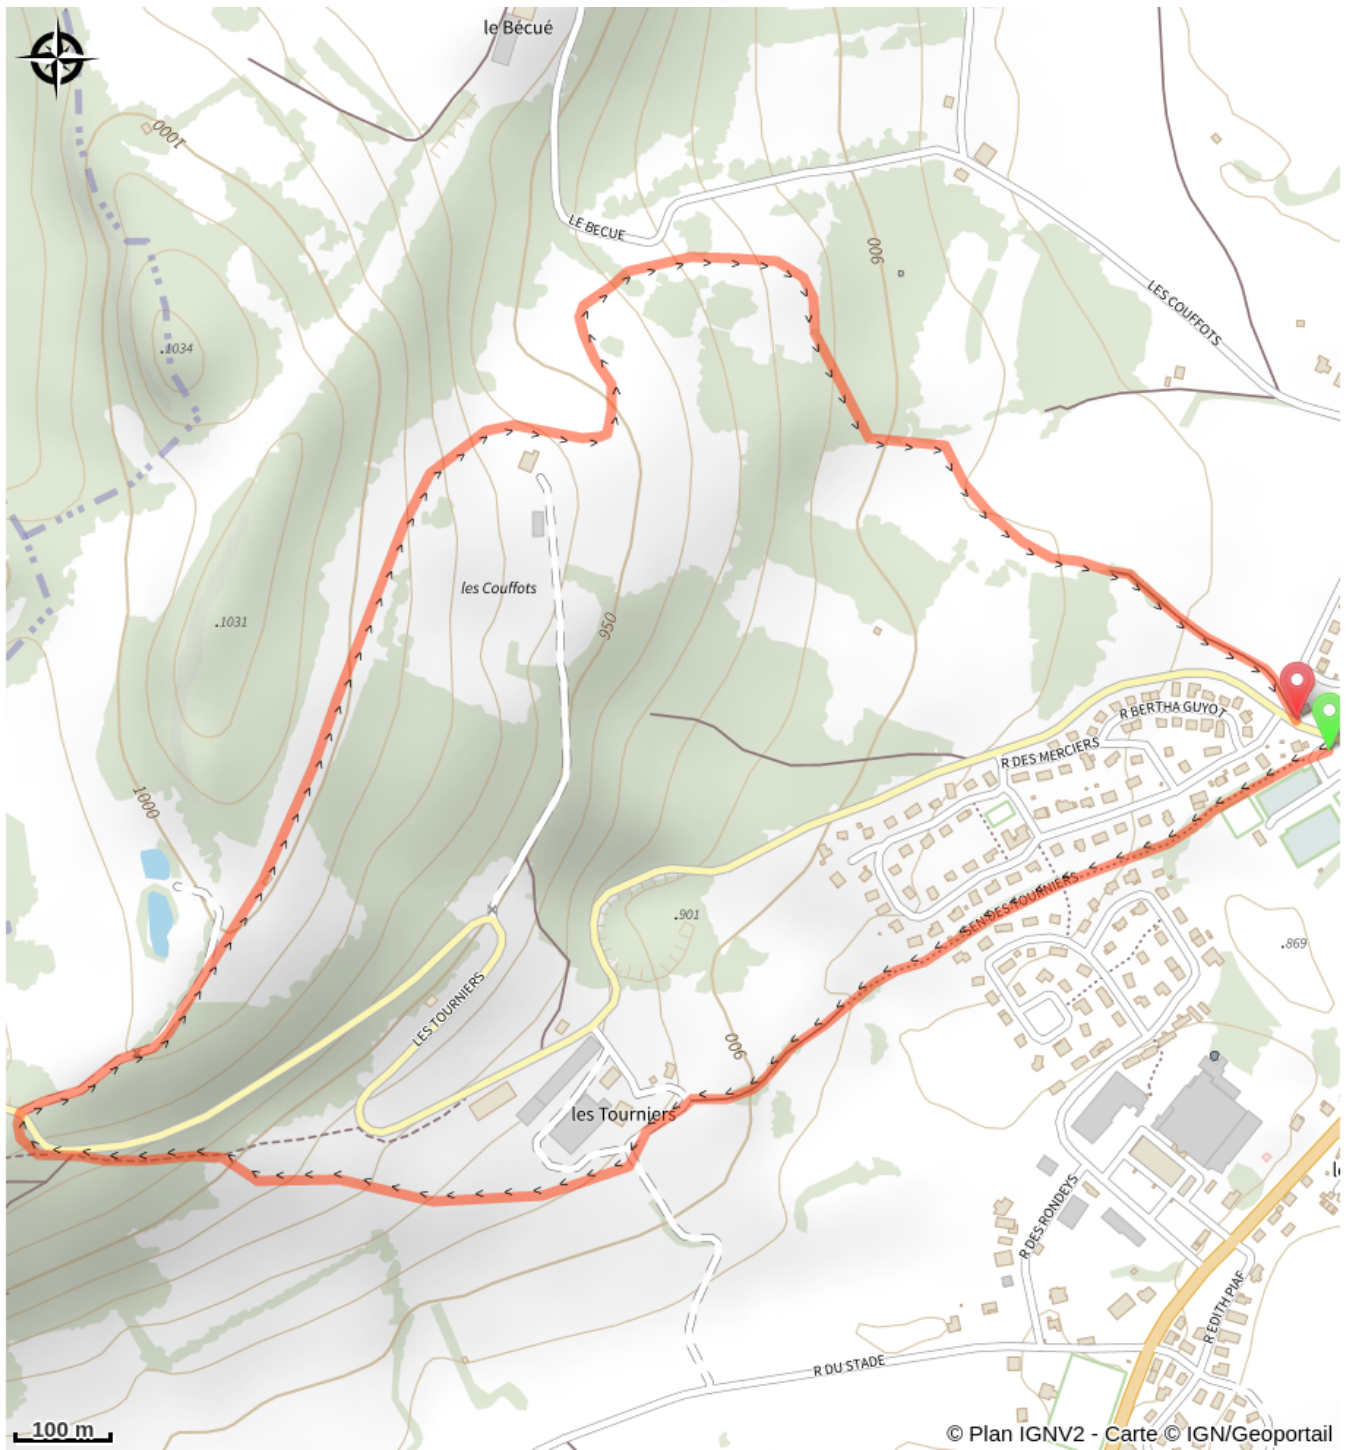 le Bécué
1000
LE BECUE
900
LES COUFFOTS
.1034
les Couffots
.1031
950
R BERTHA GUYOT
R DES MERCIERS
1000
SEN DES TOURNIERS
.901
.869
LES TOURNIERS
900
les Tourniers
R DES RONDEYS
R EDITH PIAF
R DU STADE
100 m
© Plan IGNV2 - Carte © IGN/Geoportail